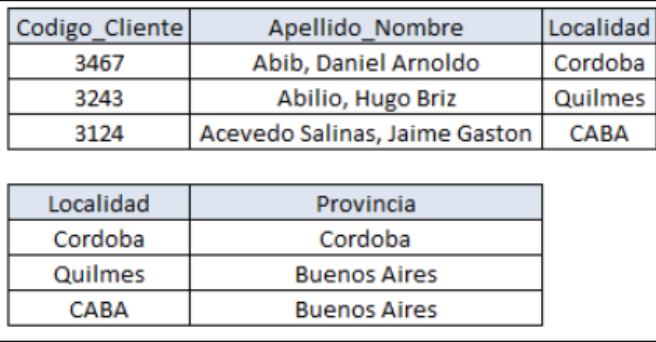 Codigo_Cliente Apellido_Nombre Localidad
3467 Abib, Daniel Arnoldo Cordoba
3243 Abilio, Hugo Briz Quilmes
3124 Acevedo Salinas, Jaime Gaston CABA
Localidad Provincia
Cordoba Cordoba
Quilmes Buenos Aires
CABA Buenos Aires